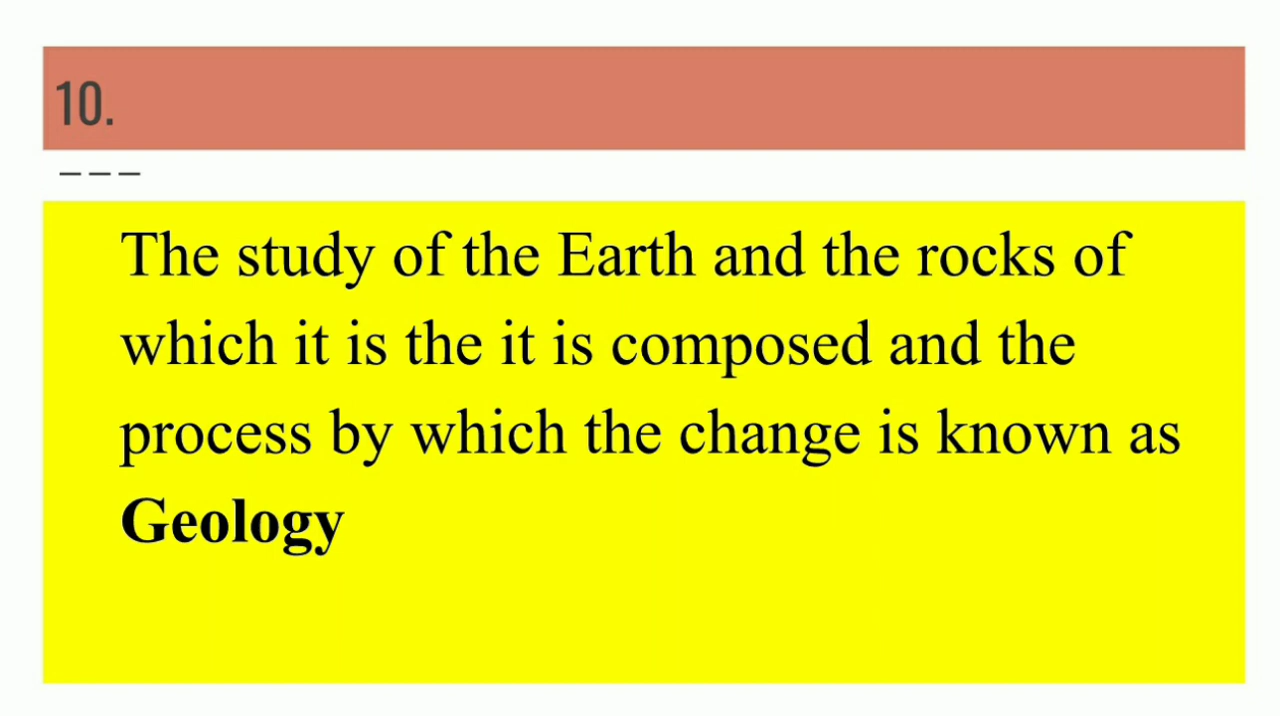 10.
The study of the Earth and the rocks of
which it is the it is composed and the
process by which the change is known as
Geology